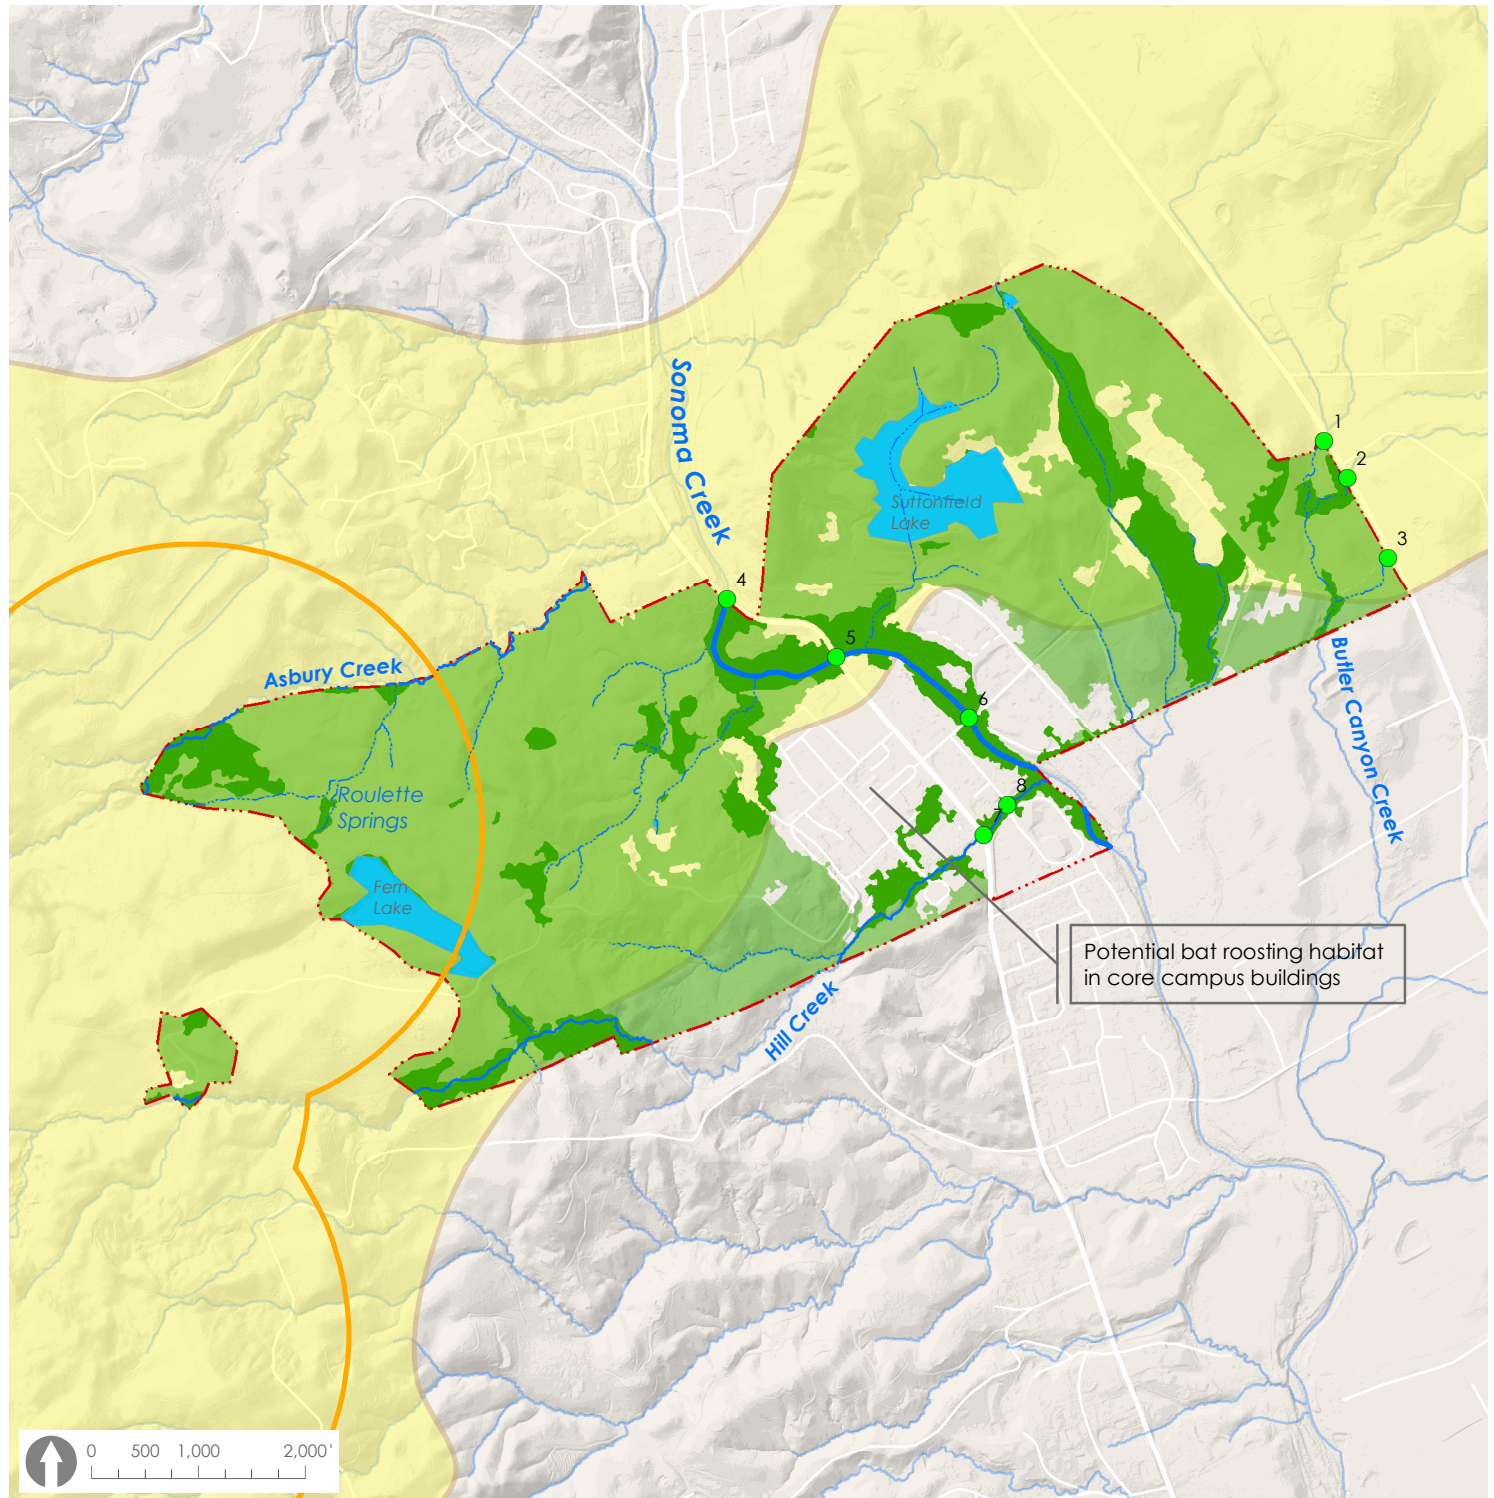 1
2
3
Sonoma Creek
Suttonfield
Lake
4
5
Asbury Creek
Butler Canyon Creek
6
Roulette
Springs
8
7
Fern
Lake
Potential bat roosting habitat
in core campus buildings
Hill Creek
0 500 1,000 2,000'